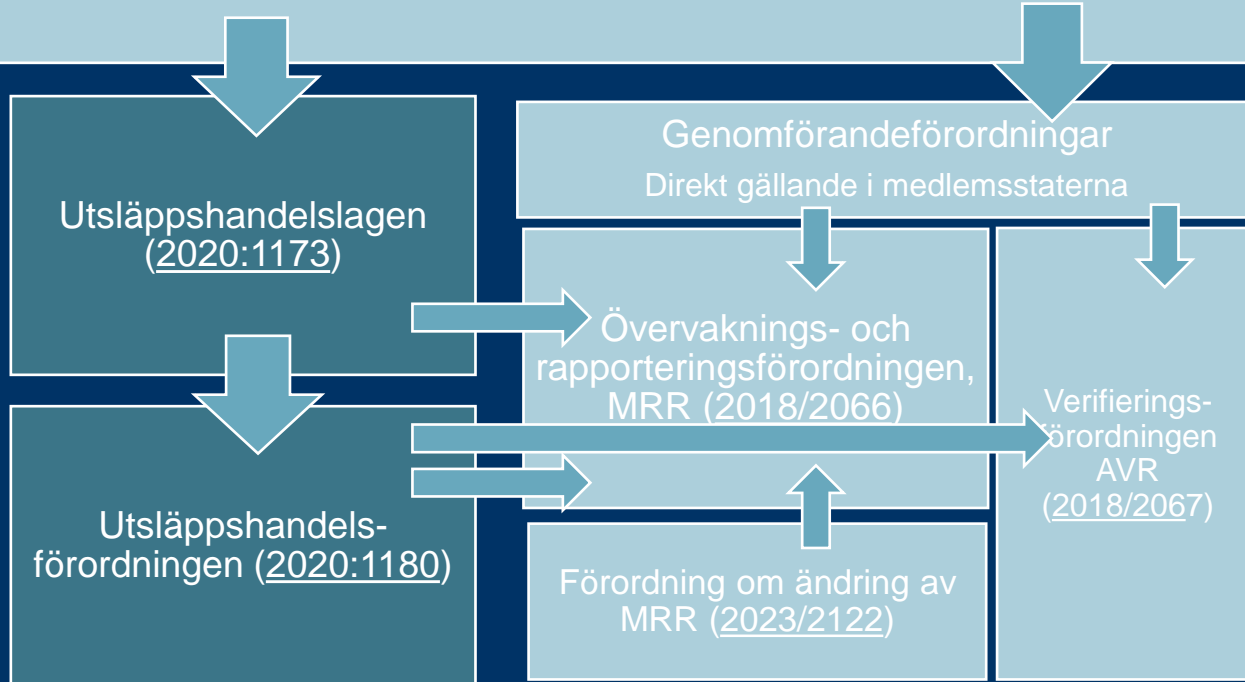 Utsläppshandelslagen
(2020:1173)
Utsläppshandels-
förordningen (2020:1180)
Genomförandeförordningar
Direkt gällande i medlemsstaterna
Övervaknings- och
rapporteringsförordningen,
MRR (2018/2066)
Förordning om ändring av
MRR (2023/2122)
Verifierings-
förordningen
AVR
(2018/2067)